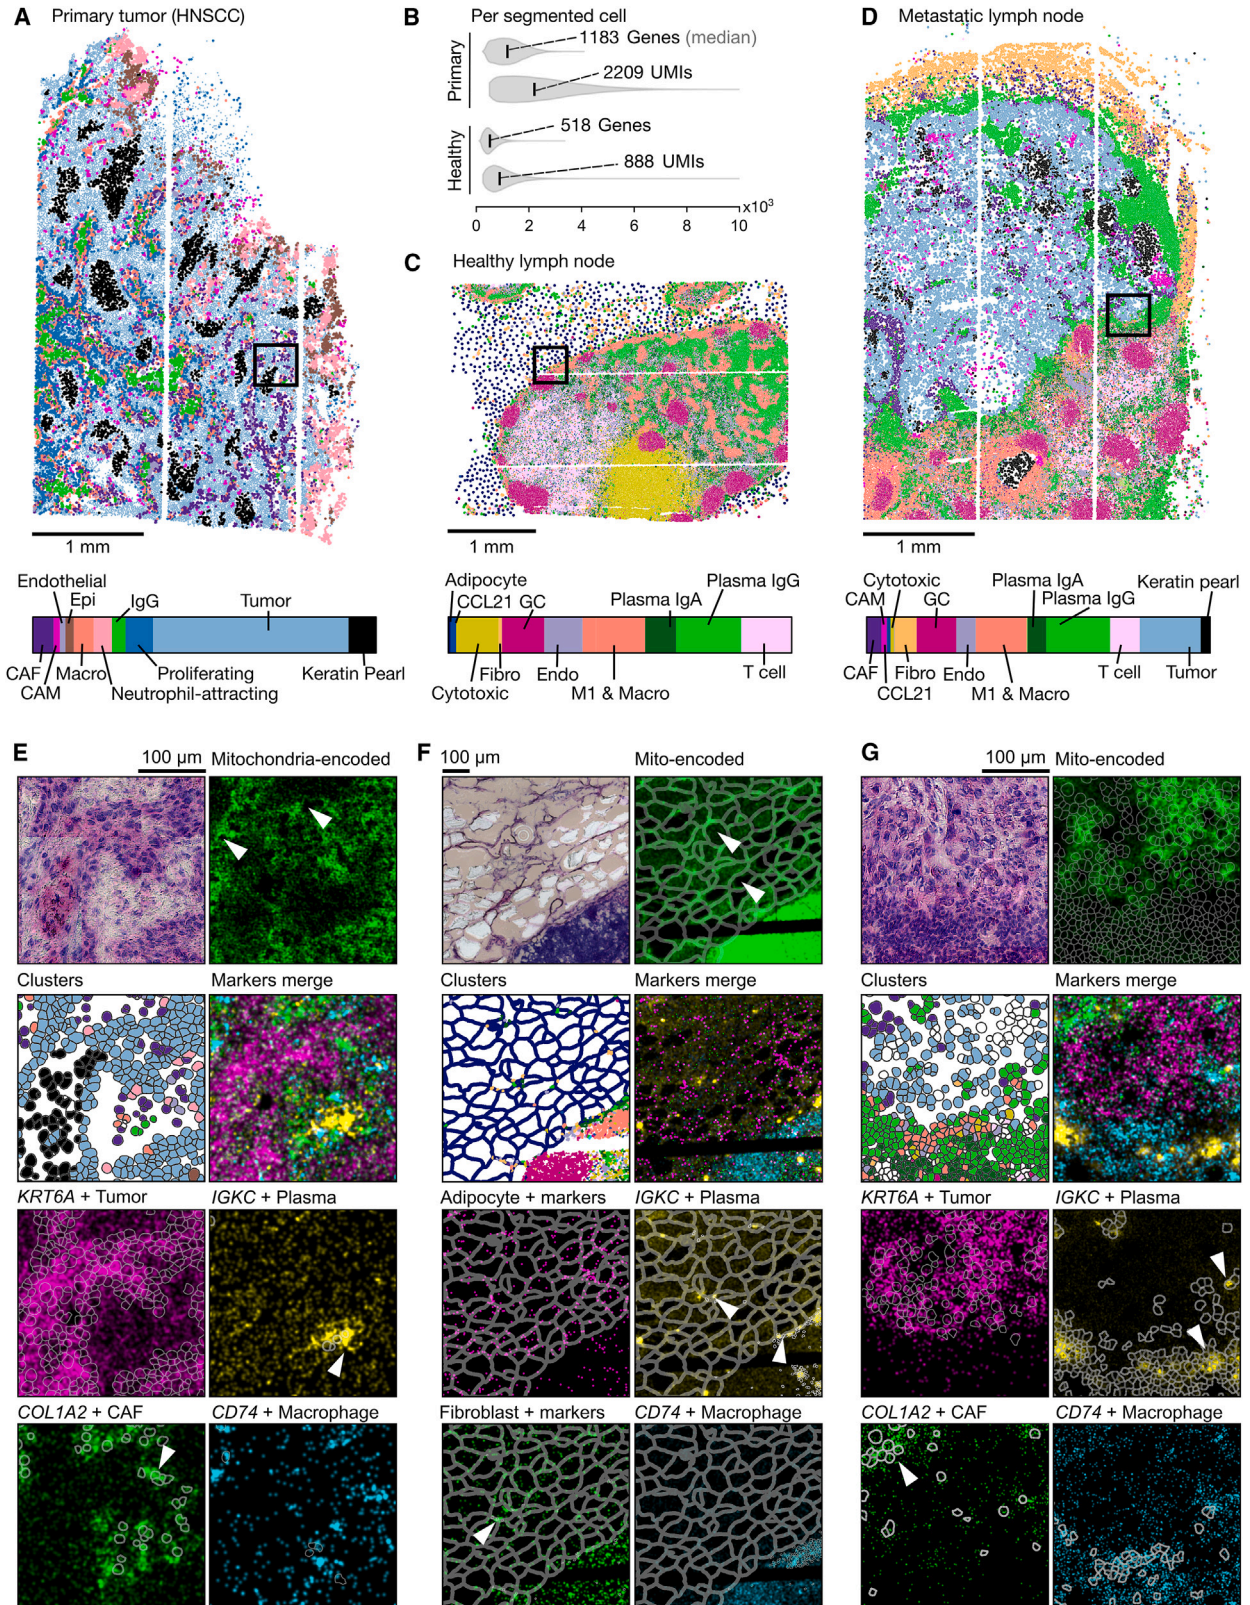 A Primary tumor (HNSCC)
1 mm
Endothelial
Epi
IgG
Tumor
CAF
CAM
Macro
Neutrophil-attracting
Proliferating
Keratin Pearl
B Per segmented cell
Primary
1183 Genes (median)
2209 UMIs
Healthy
518 Genes
888 UMIs
x10³
0 2 4 6 8 10
C Healthy lymph node
1 mm
Adipocyte
CCL21 GC
Plasma IgA
Plasma IgG
Cytotoxic
Fibro
Endo
M1 & Macro
T cell
D Metastatic lymph node
1 mm
Cytotoxic
CAM
GC
Plasma IgA
Plasma IgG
Keratin pearl
CAF
CCL21
Fibro
Endo
M1 & Macro
T cell
Tumor
E 100 µm Mitochondria-encoded
Clusters Markers merge
KRT6A + Tumor IGKC + Plasma
COL1A2 + CAF CD74 + Macrophage
F 100 µm Mito-encoded
Clusters Markers merge
Adipocyte + markers IGKC + Plasma
Fibroblast + markers CD74 + Macrophage
G 100 µm Mito-encoded
Clusters Markers merge
KRT6A + Tumor IGKC + Plasma
COL1A2 + CAF CD74 + Macrophage